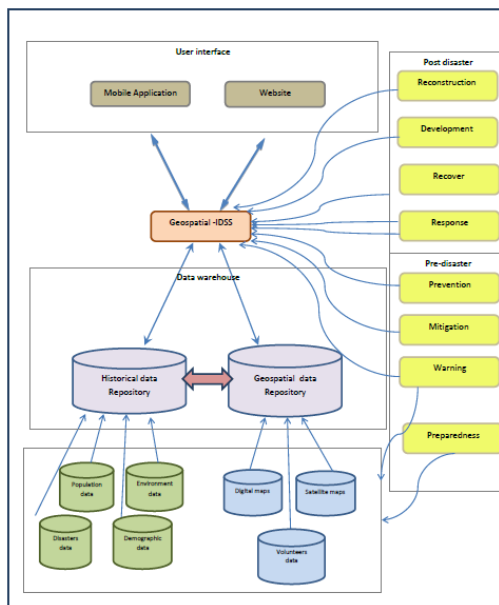 User interface
Mobile Application
Website
Geospatial -IDSS
Data warehouse
Historical data
Repository
Geospatial data
Repository
Population
data
Environment
data
Disasters
data
Demographic
data
Digital maps
Satellite maps
Volunteers
data
Post disaster
Reconstruction
Development
Recover
Response
Pre-disaster
Prevention
Mitigation
Warning
Preparedness